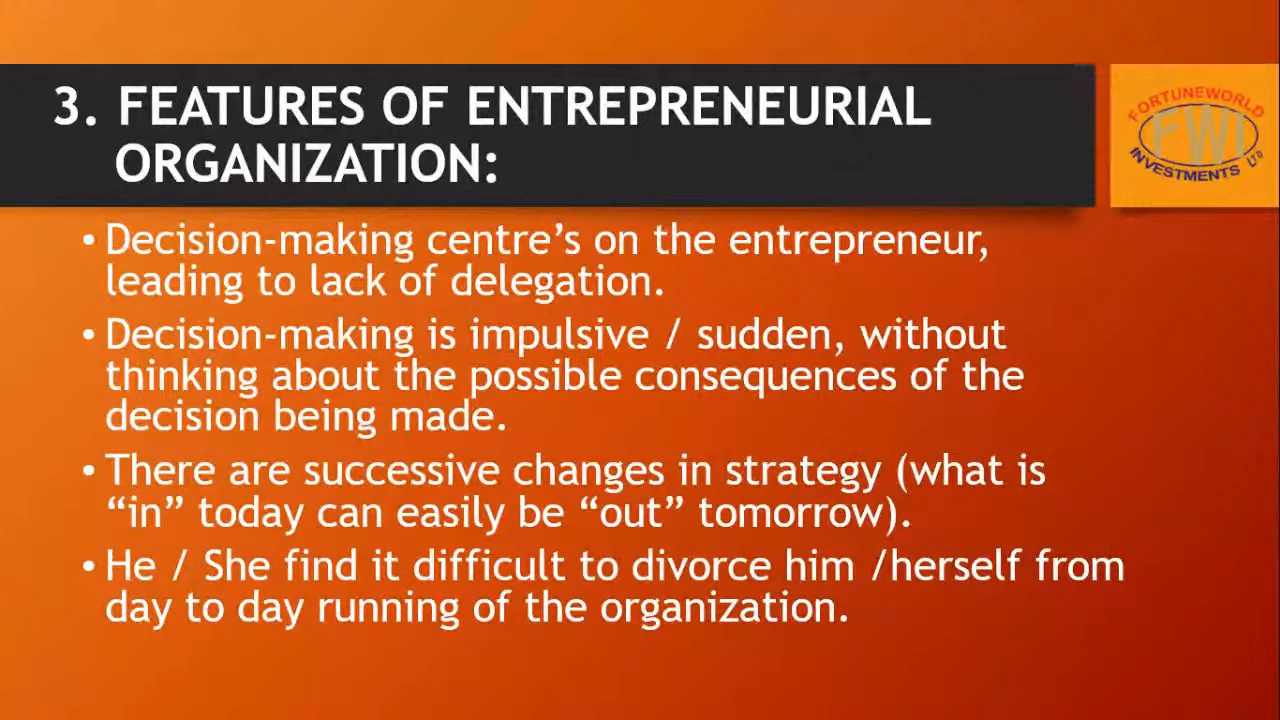 3. FEATURES OF ENTREPRENEURIAL
ORGANIZATION:
FORTUNEWORLD
FWI
INVESTMENTS LTD
• Decision-making centre’s on the entrepreneur,
leading to lack of delegation.
• Decision-making is impulsive / sudden, without
thinking about the possible consequences of the
decision being made.
• There are successive changes in strategy (what is
“in” today can easily be “out” tomorrow).
• He / She find it difficult to divorce him /herself from
day to day running of the organization.